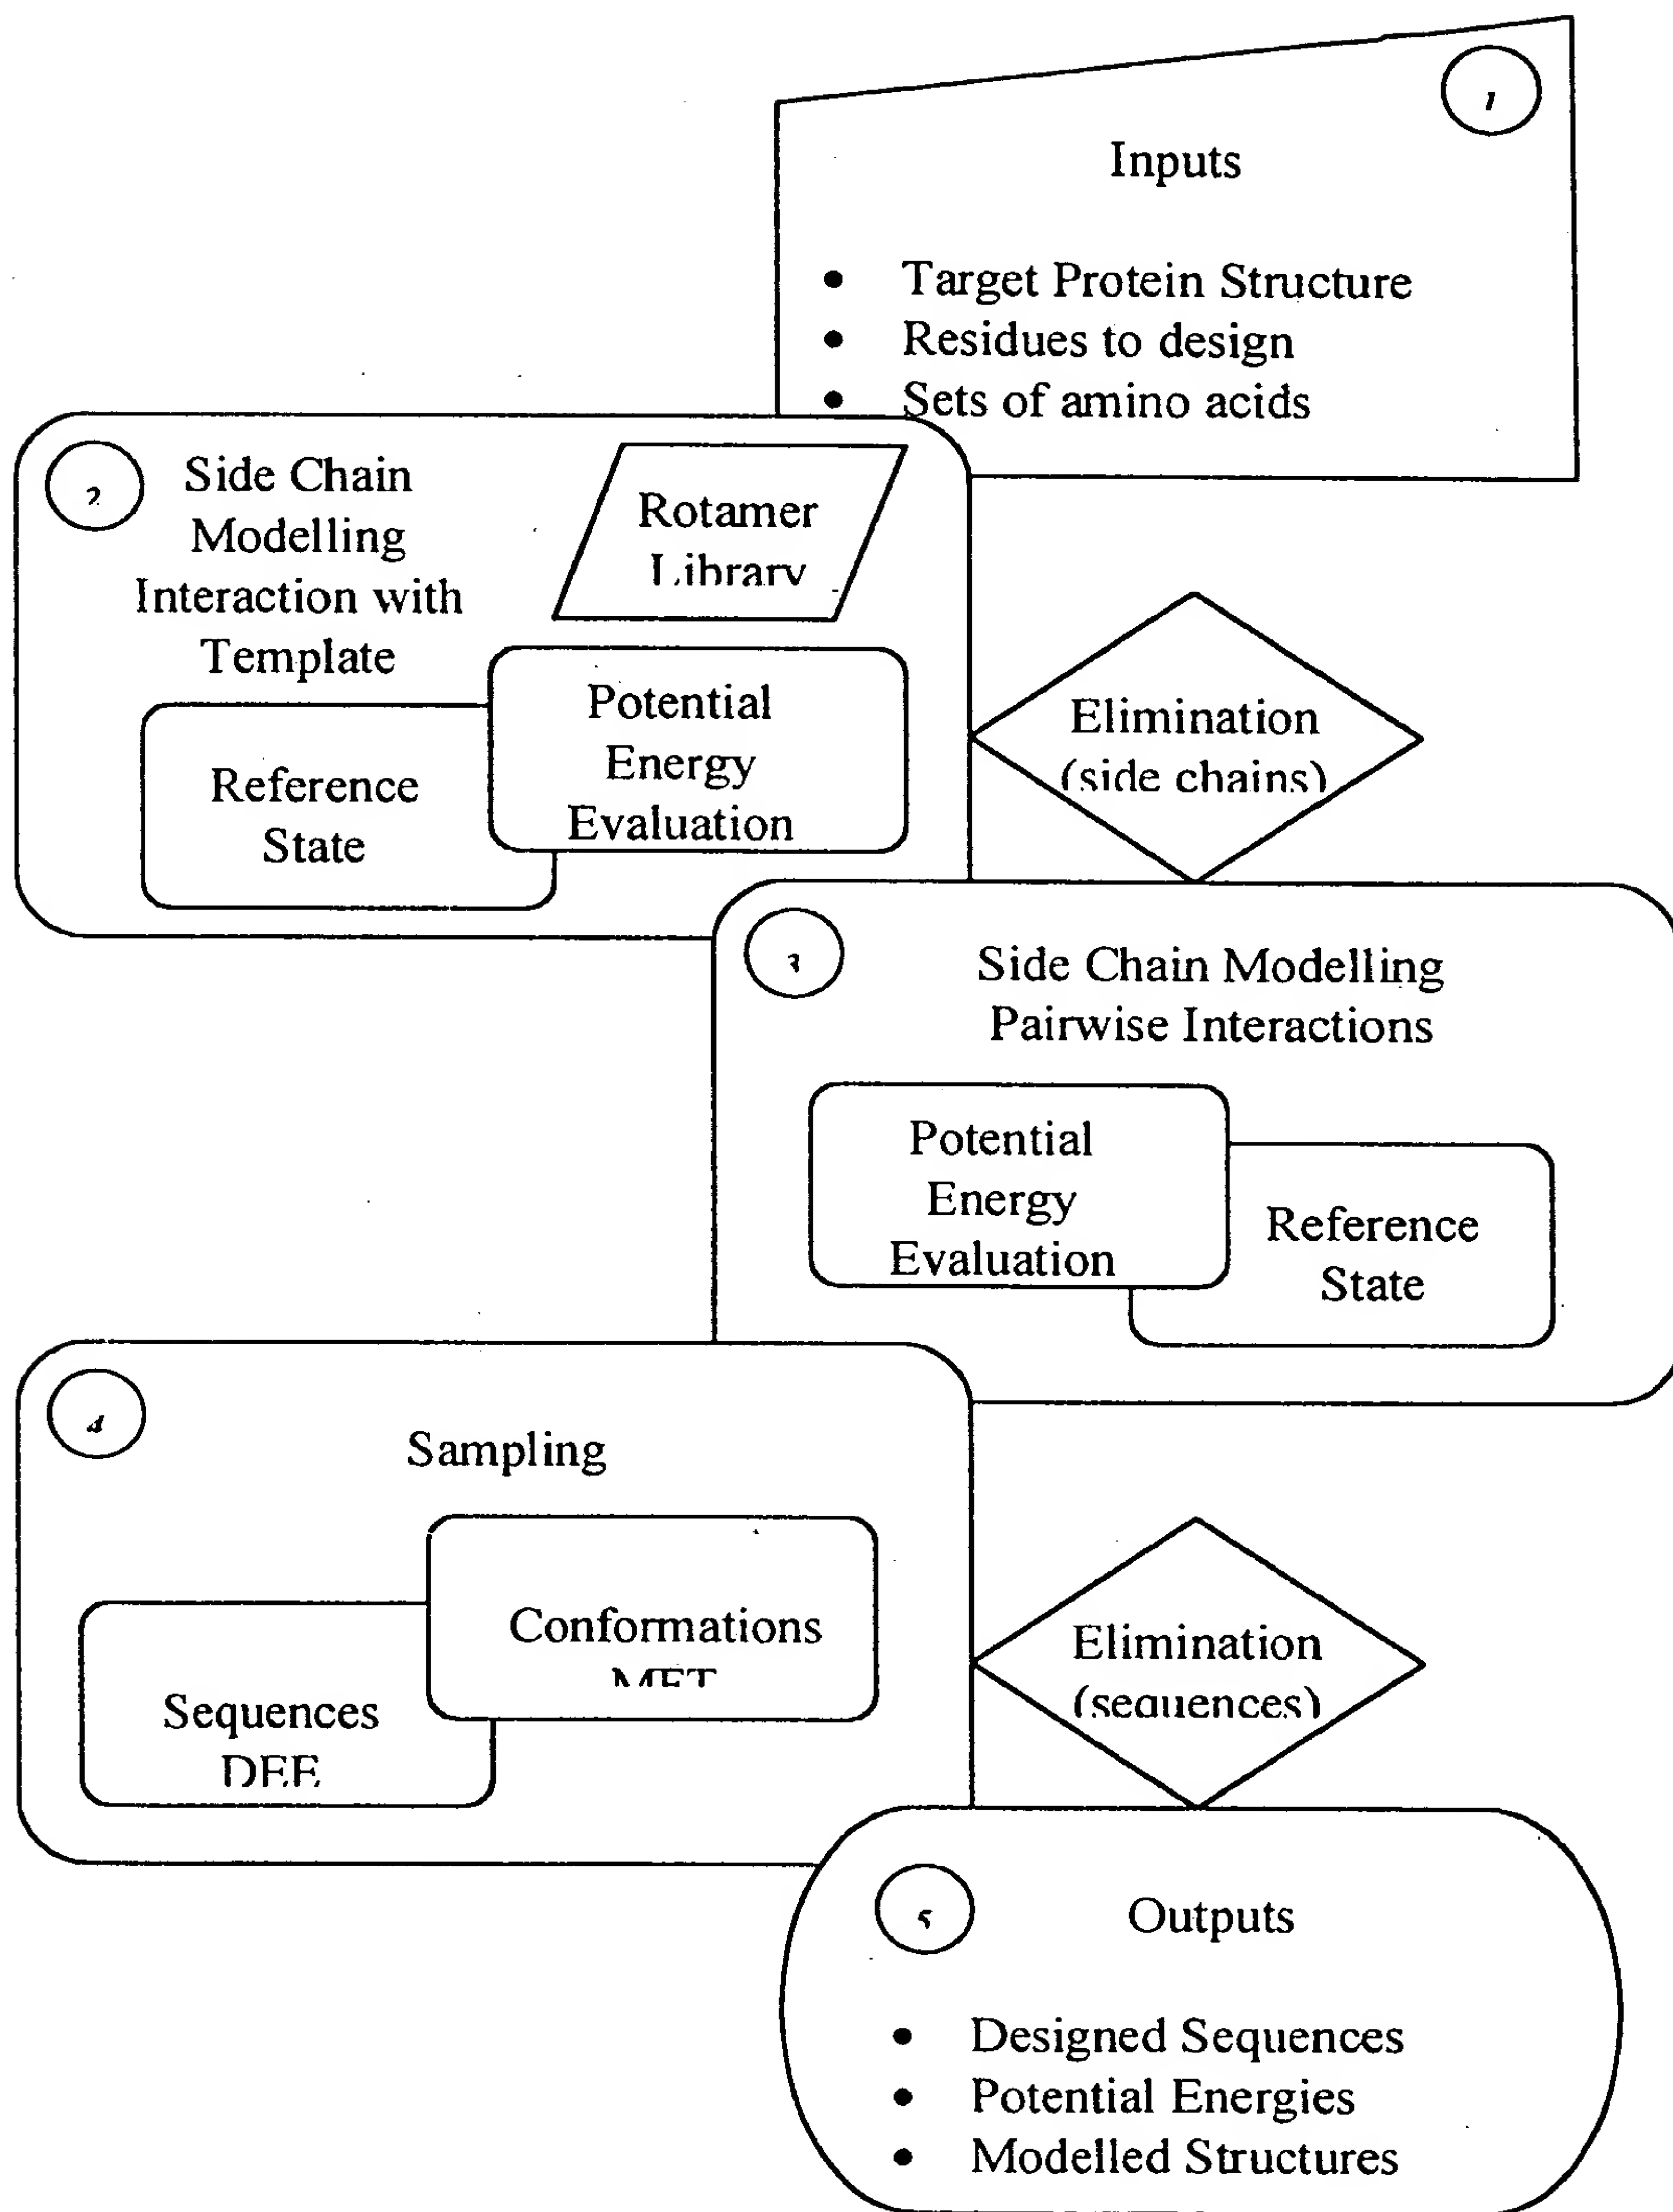 1
Inputs
• Target Protein Structure
• Residues to design
• Sets of amino acids
2
Side Chain
Modelling
Interaction with
Template
Rotamer
Library
Potential
Energy
Evaluation
Reference
State
Elimination
(side chains)
3
Side Chain Modelling
Pairwise Interactions
Potential
Energy
Evaluation
Reference
State
4
Sampling
Conformations
MFT
Sequences
DEE
Elimination
(sequences)
5
Outputs
• Designed Sequences
• Potential Energies
• Modelled Structures